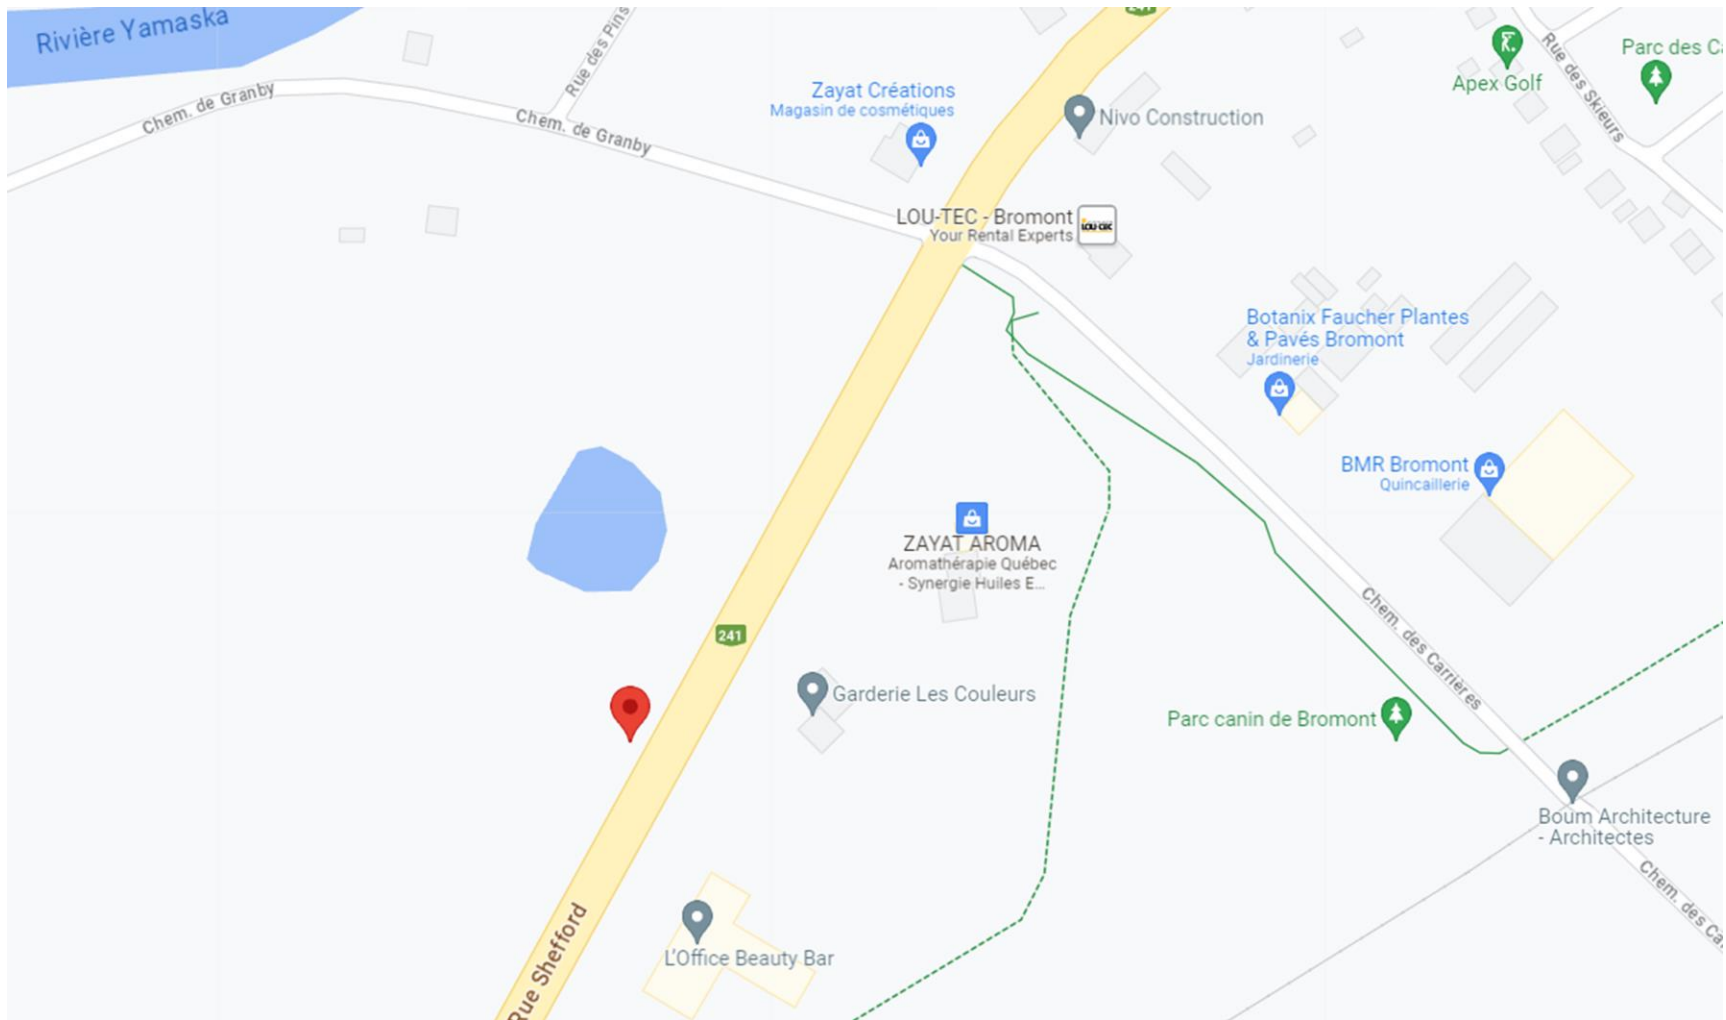 Rivière Yamaska
Chem. de Granby
Rue des Pins
Chem. de Granby
Zayat Créations
Magasin de cosmétiques
Nivo Construction
Apex Golf
Rue des Skieurs
Parc des
LOU-TEC - Bromont
Your Rental Experts
LOU-TEC
Botanix Faucher Plantes
& Pavés Bromont
Jardinerie
BMR Bromont
Quincaillerie
ZAYAT AROMA
Aromathérapie Québec
- Synergie Huiles E...
241
Chem. des Carrières
Garderie Les Couleurs
Parc canin de Bromont
Boum Architecture
- Architectes
Chem. des
Rue Shefford
L'Office Beauty Bar